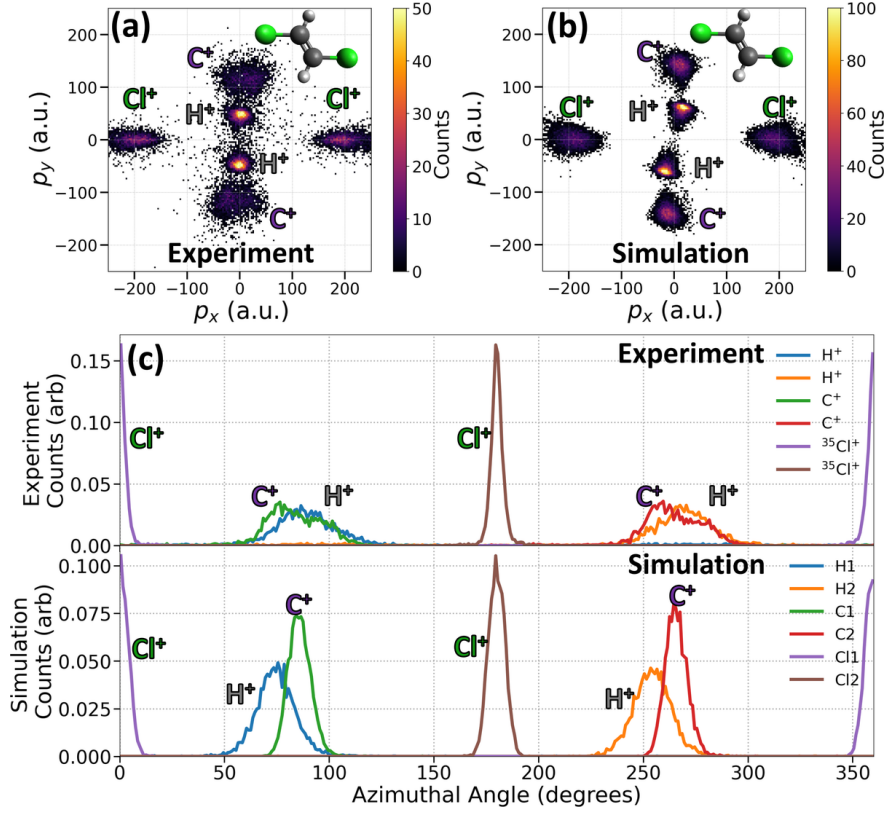 (a)
C⁺
Cl⁺
Cl⁺
H⁺
H⁺
C⁺
Experiment
200
100
0
−100
−200
p_y (a.u.)
−200 −100 0 100 200
p_x (a.u.)
50
40
30
20
10
0
Counts
(b)
C⁺
Cl⁺
Cl⁺
H⁺
H⁺
C⁺
Simulation
200
100
0
−100
−200
p_y (a.u.)
−200 −100 0 100 200
p_x (a.u.)
100
80
60
40
20
0
Counts
(c)
Experiment
Cl⁺
C⁺
H⁺
Cl⁺
C⁺
H⁺
H⁺
H⁺
C⁺
C⁺
³⁵Cl⁺
³⁵Cl⁺
0.15
0.10
0.05
0.00
Experiment
Counts (arb)
Simulation
Cl⁺
H⁺
C⁺
Cl⁺
H⁺
C⁺
H1
H2
C1
C2
Cl1
Cl2
0.100
0.075
0.050
0.025
0.000
Simulation
Counts (arb)
0 50 100 150 200 250 300 350
Azimuthal Angle (degrees)